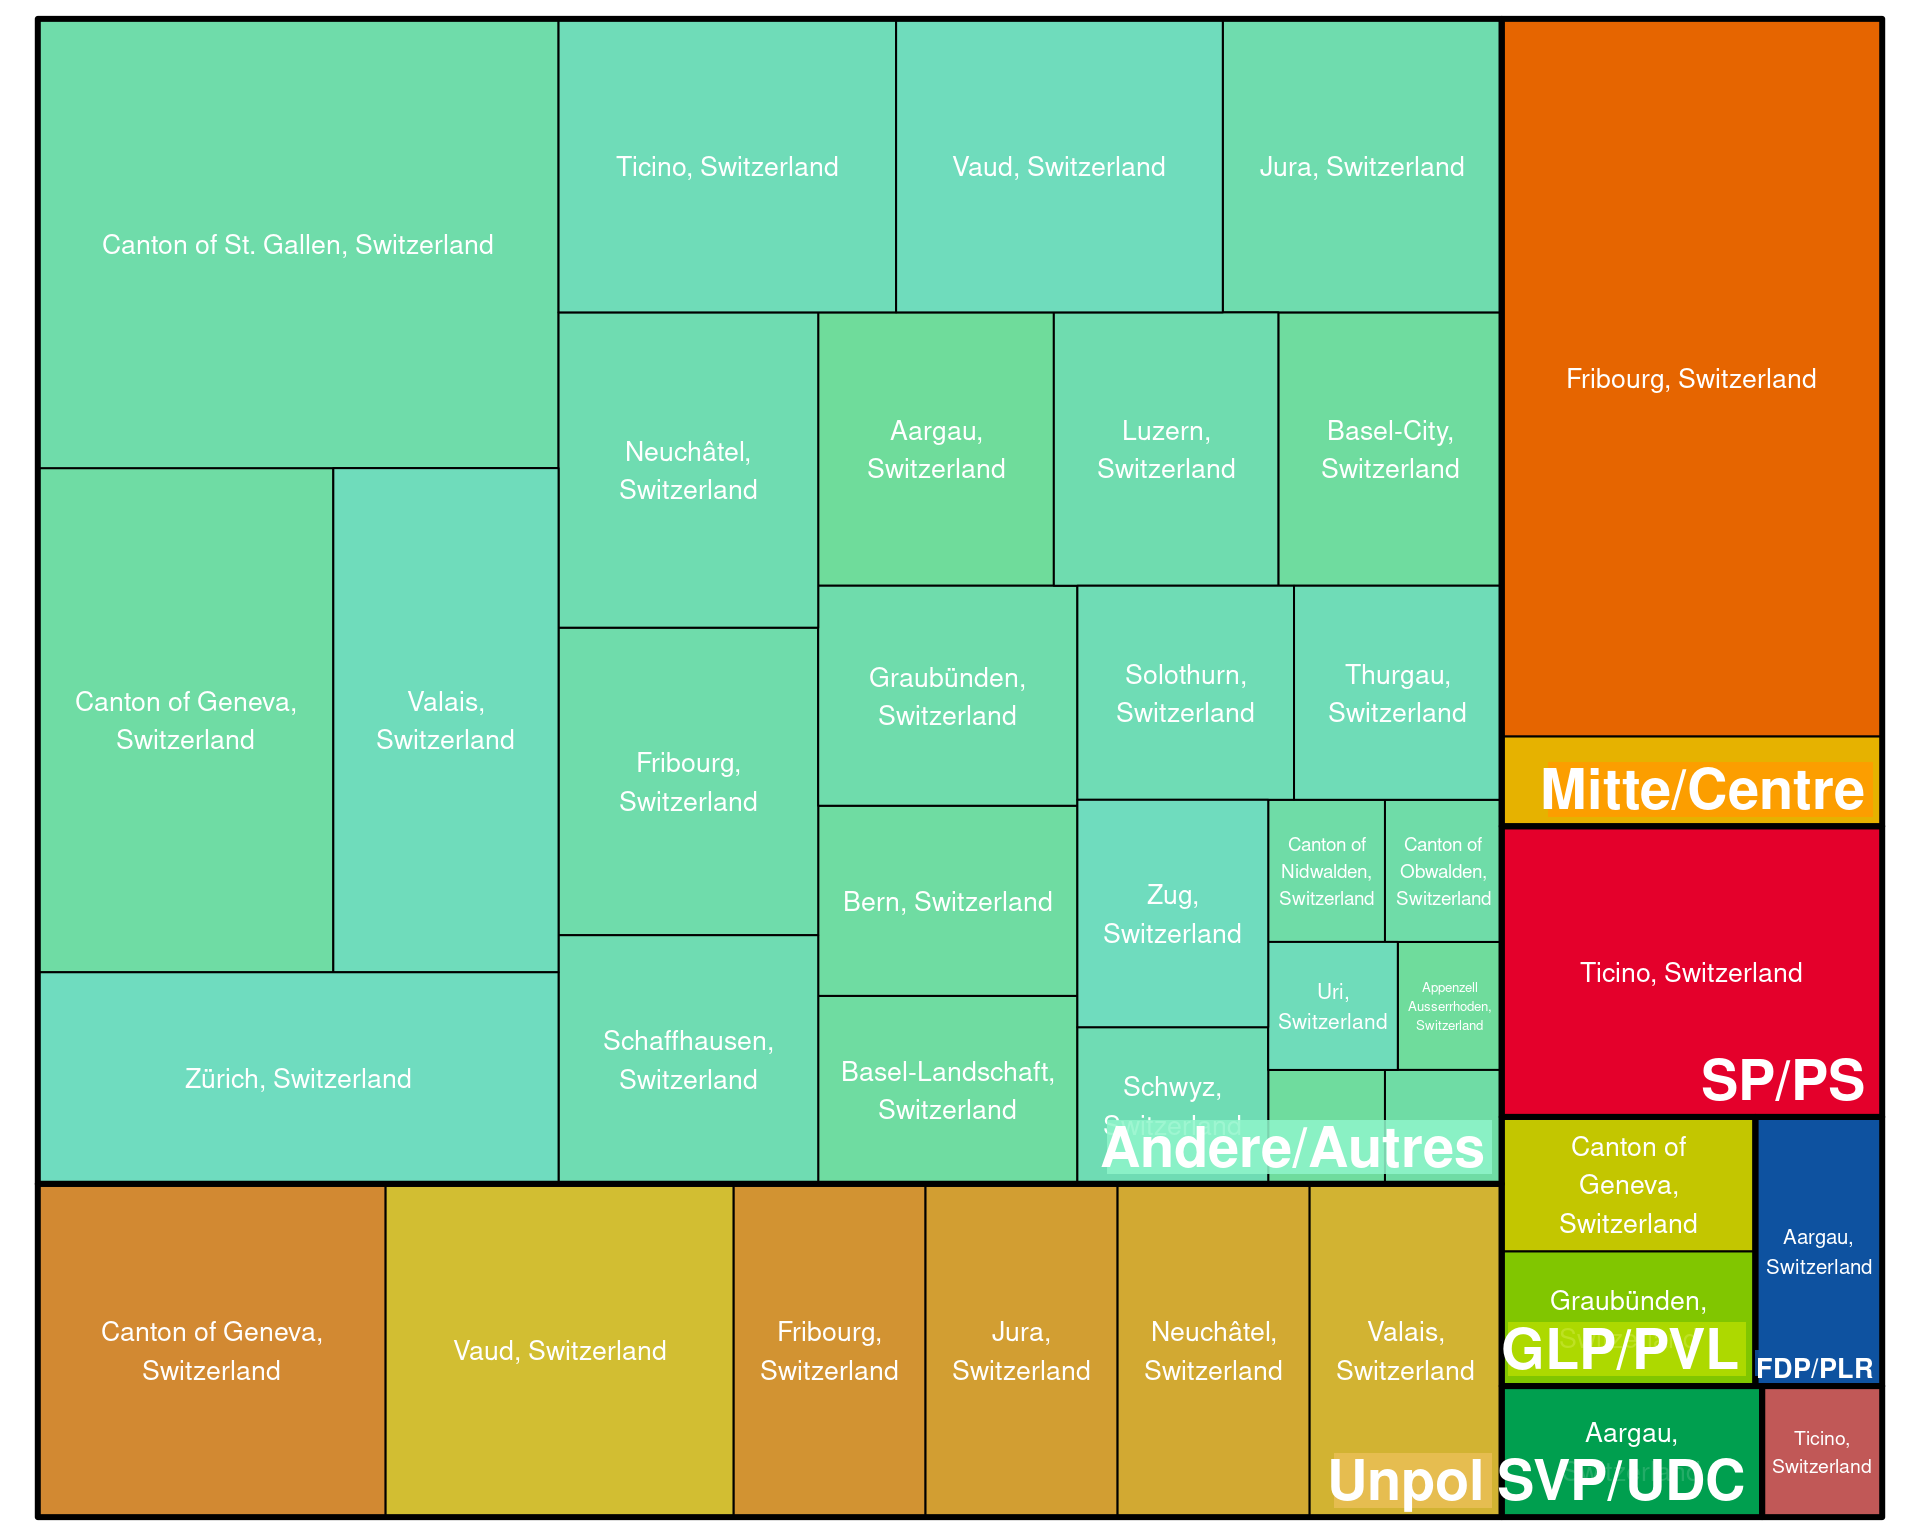 Canton of St. Gallen, Switzerland
Ticino, Switzerland
Vaud, Switzerland
Jura, Switzerland
Fribourg, Switzerland
Neuchâtel,
Switzerland
Aargau,
Switzerland
Luzern,
Switzerland
Basel-City,
Switzerland
Canton of Geneva,
Switzerland
Valais,
Switzerland
Fribourg,
Switzerland
Graubünden,
Switzerland
Solothurn,
Switzerland
Thurgau,
Switzerland
Mitte/Centre
Bern, Switzerland
Zug,
Switzerland
Canton of
Nidwalden,
Switzerland
Canton of
Obwalden,
Switzerland
Uri,
Switzerland
Appenzell
Ausserrhoden,
Switzerland
Ticino, Switzerland
SP/PS
Zürich, Switzerland
Schaffhausen,
Switzerland
Basel-Landschaft,
Switzerland
Schwyz,
Switzerland
Andere/Autres
Canton of
Geneva,
Switzerland
Aargau,
Switzerland
Graubünden,
GLP/PVL
FDP/PLR
Canton of Geneva,
Switzerland
Vaud, Switzerland
Fribourg,
Switzerland
Jura,
Switzerland
Neuchâtel,
Switzerland
Valais,
Switzerland
Unpol
Aargau,
SVP/UDC
Ticino,
Switzerland